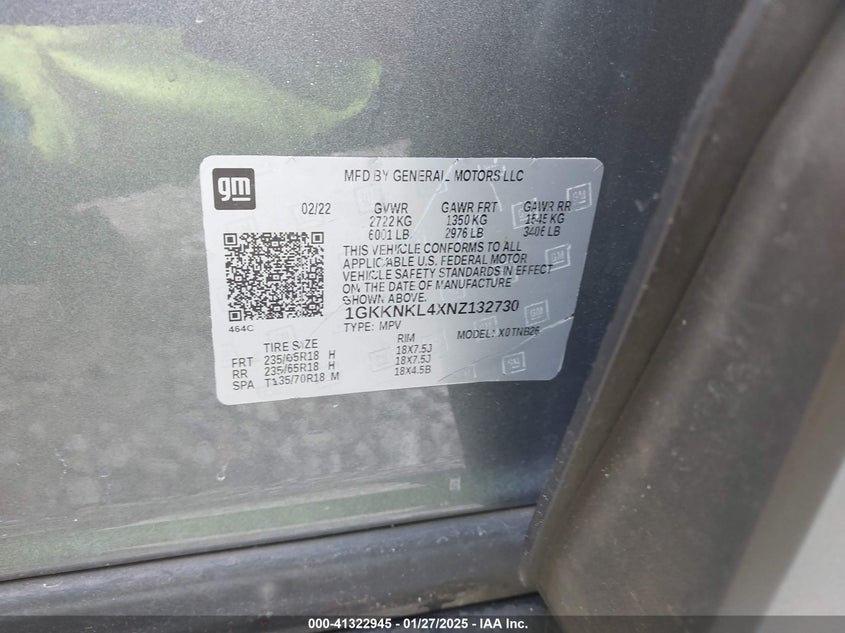 gm
MFD BY GENERAL MOTORS LLC
02/22 GVWR GAWR FRT GAWR RR
2722 KG 1350 KG 1545 KG
6001 LB 2976 LB 3406 LB
THIS VEHICLE CONFORMS TO ALL
APPLICABLE U.S. FEDERAL MOTOR
VEHICLE SAFETY STANDARDS IN EFFECT
ON THE DATE OF MANUFACTURE
SHOWN ABOVE.
1GKKNKL4XNZ132730
464C
TYPE: MPV MODEL: X0TNB26
TIRE SIZE RIM
FRT 235/65R18 H 18X7.5J
RR 235/65R18 H 18X7.5J
SPA T135/70R18 M 18X4.5B
000-41322945 - 01/27/2025 - IAA Inc.